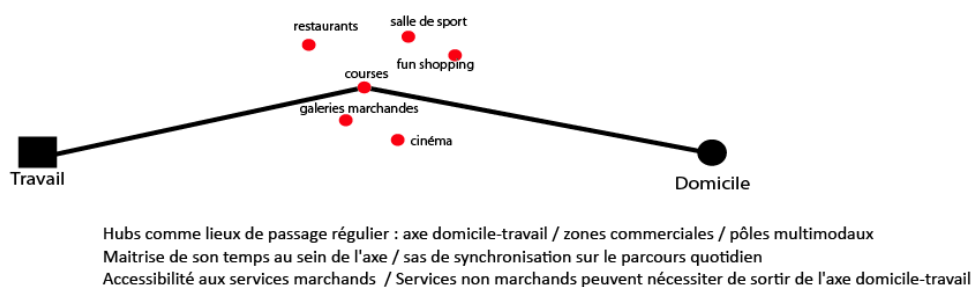 restaurants
salle de sport
fun shopping
courses
galeries marchandes
cinéma
Travail
Domicile
Hubs comme lieux de passage régulier : axe domicile-travail / zones commerciales / pôles multimodaux
Maitrise de son temps au sein de l'axe / sas de synchronisation sur le parcours quotidien
Accessibilité aux services marchands / Services non marchands peuvent nécessiter de sortir de l'axe domicile-travail